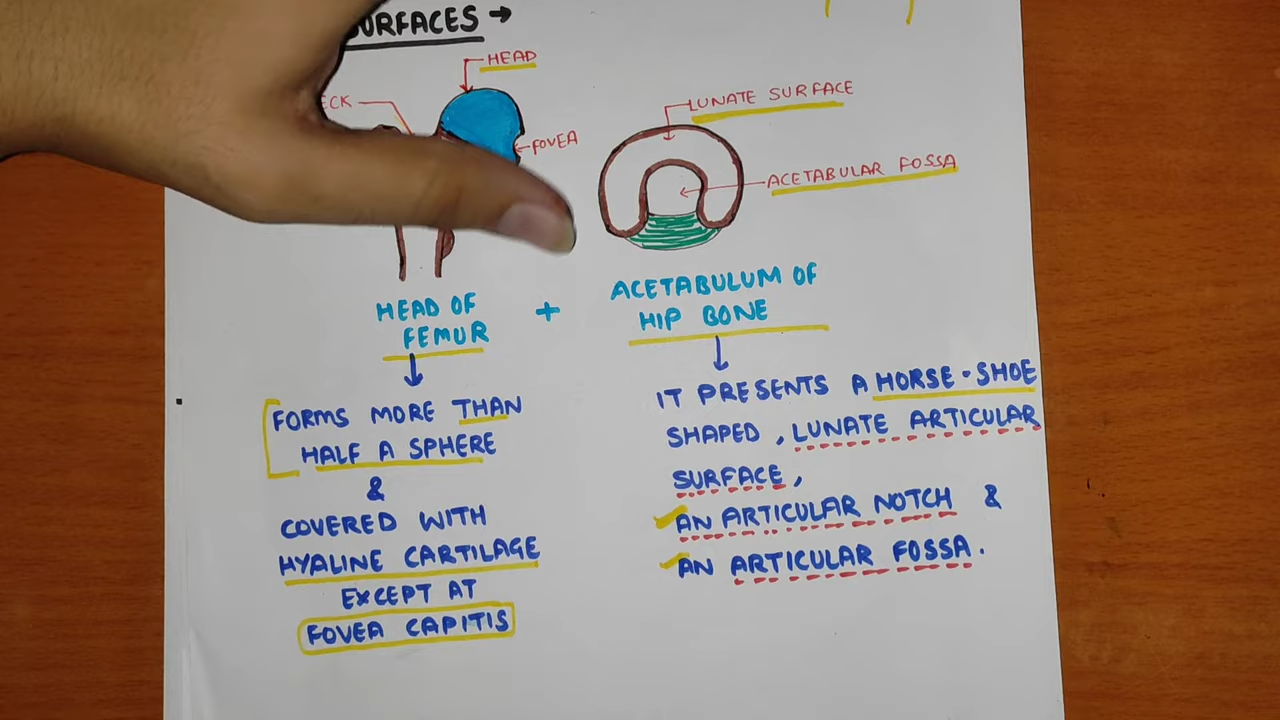 SURFACES →
HEAD
ECK
FOVEA
LUNATE SURFACE
ACETABULAR FOSSA
HEAD OF
FEMUR
+
ACETABULUM OF
HIP BONE
FORMS MORE THAN
HALF A SPHERE
&
COVERED WITH
HYALINE CARTILAGE
EXCEPT AT
FOVEA CAPITIS
IT PRESENTS A HORSE-SHOE
SHAPED, LUNATE ARTICULAR
SURFACE,
AN ARTICULAR NOTCH &
AN ARTICULAR FOSSA.